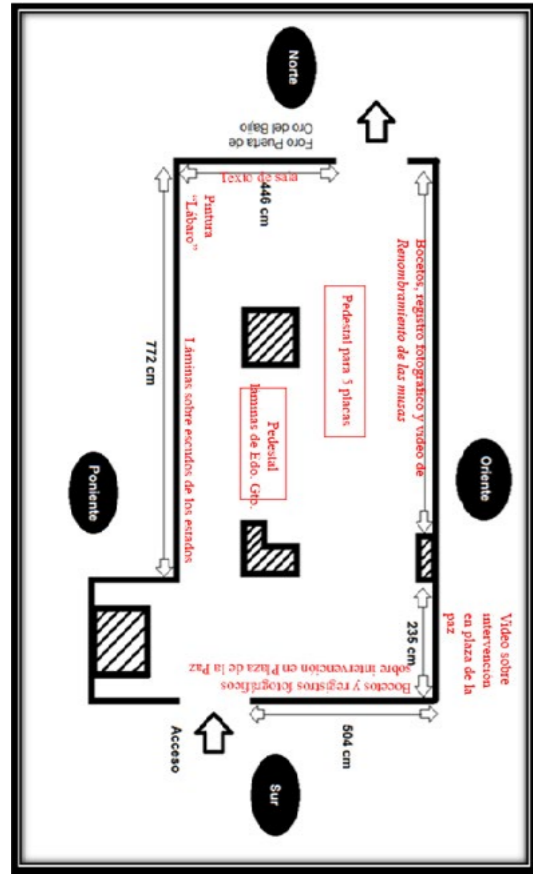 Norte
Foro Puerta de
Oro del Bajío
Texto de sala
446 cm
Pintura
“Lábaro”
Bocetos, registro fotográfico y video de
Renombramiento de las musas
Pedestal para 5 placas
772 cm
Láminas sobre escudos de los estados
Pedestal
láminas de Edo. Gto.
Poniente
Oriente
Video sobre
intervención
en plaza de la
paz
235 cm
Bocetos y registros fotográficos
sobre intervención en Plaza de la Paz
Acceso
504 cm
Sur